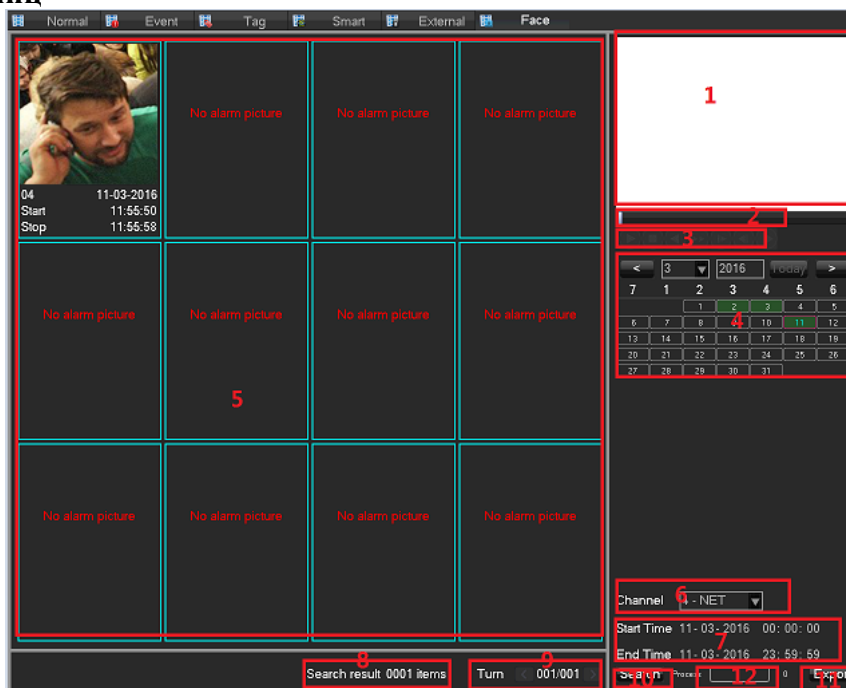 Normal Event Tag Smart External Face
No alarm picture No alarm picture No alarm picture
1
04 11-03-2016
Start 11:55:50
Stop 11:55:58
2
3
< 3 2016 Today >
7 1 2 3 4 5 6
1 2 3 4 5
6 7 8 9 10 11 12
4
13 14 15 16 17 18 19
20 21 22 23 24 25 26
27 28 29 30 31
No alarm picture No alarm picture No alarm picture No alarm picture
5
No alarm picture No alarm picture No alarm picture No alarm picture
Channel 6 4 - NET
Start Time 11- 03- 2016 00: 00: 00
7
End Time 11- 03- 2016 23: 59: 59
8 9
Search result 0001 items Turn < 001/001 >
Search 10 Process 12 0 Expor 11